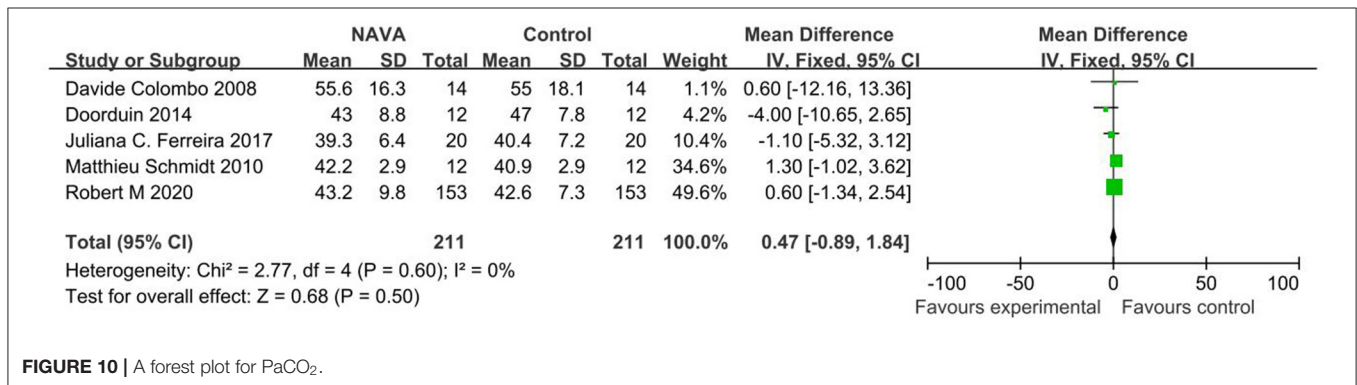 NAVA Control Mean Difference Mean Difference
Study or Subgroup Mean SD Total Mean SD Total Weight IV, Fixed, 95% CI IV, Fixed, 95% CI
Davide Colombo 2008 55.6 16.3 14 55 18.1 14 1.1% 0.60 [-12.16, 13.36]
Doorduin 2014 43 8.8 12 47 7.8 12 4.2% -4.00 [-10.65, 2.65]
Juliana C. Ferreira 2017 39.3 6.4 20 40.4 7.2 20 10.4% -1.10 [-5.32, 3.12]
Matthieu Schmidt 2010 42.2 2.9 12 40.9 2.9 12 34.6% 1.30 [-1.02, 3.62]
Robert M 2020 43.2 9.8 153 42.6 7.3 153 49.6% 0.60 [-1.34, 2.54]
Total (95% CI) 211 211 100.0% 0.47 [-0.89, 1.84]
Heterogeneity: Chi² = 2.77, df = 4 (P = 0.60); I² = 0%
Test for overall effect: Z = 0.68 (P = 0.50)
-100 -50 0 50 100
Favours experimental Favours control
FIGURE 10 | A forest plot for PaCO₂.